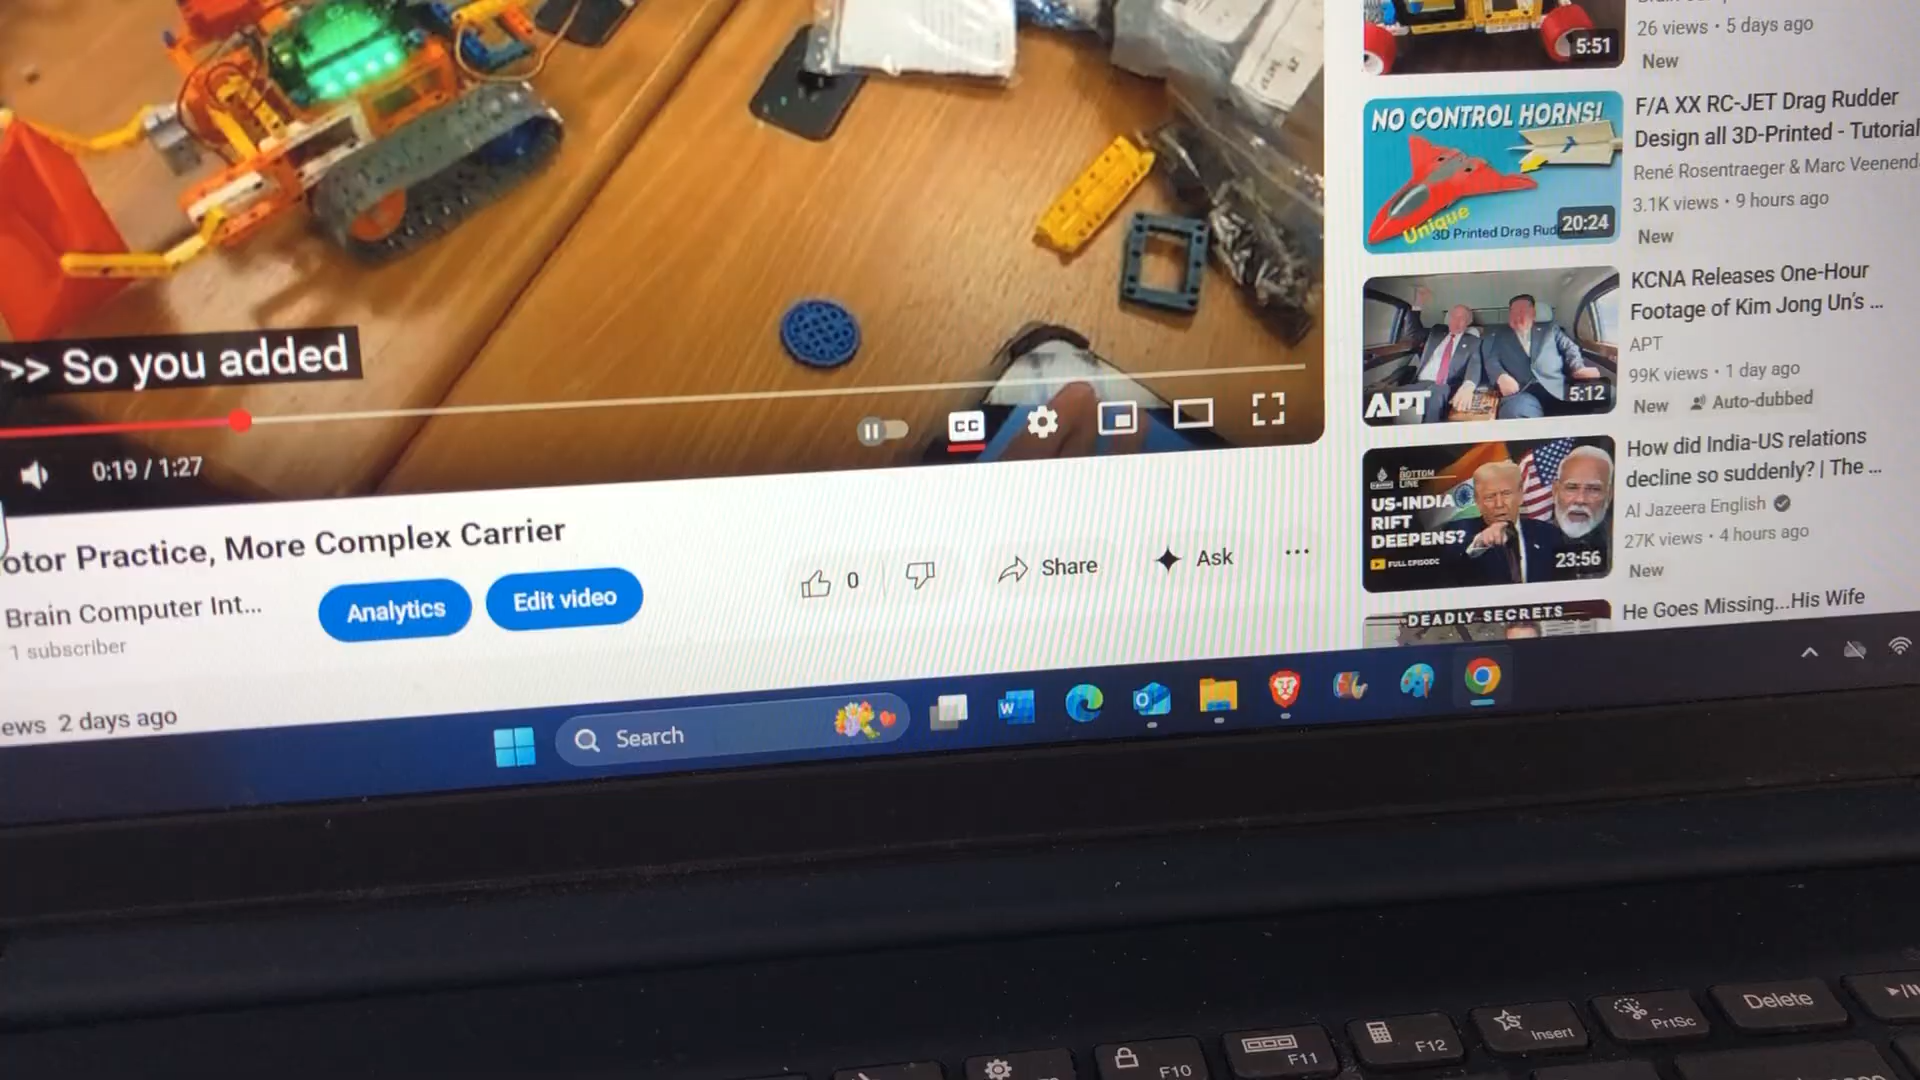 >> So you added
0:19 / 1:27
CC
otor Practice, More Complex Carrier
Brain Computer Int...
1 subscriber
Analytics
Edit video
0
Share
Ask
ews 2 days ago
5:51
26 views • 5 days ago
New
NO CONTROL HORNS!
Unique
3D Printed Drag Rud
20:24
F/A XX RC-JET Drag Rudder
Design all 3D-Printed - Tutorial
René Rosentraeger & Marc Veenend
3.1K views • 9 hours ago
New
APT
5:12
KCNA Releases One-Hour
Footage of Kim Jong Un's ...
APT
99K views • 1 day ago
New Auto-dubbed
BOTTOM
LINE
US-INDIA
RIFT
DEEPENS?
FULL EPISODE
23:56
How did India-US relations
decline so suddenly? | The ...
Al Jazeera English
27K views • 4 hours ago
New
DEADLY SECRETS
He Goes Missing...His Wife
Search
W
O
F10
F11
F12
Insert
PrtSc
Delete